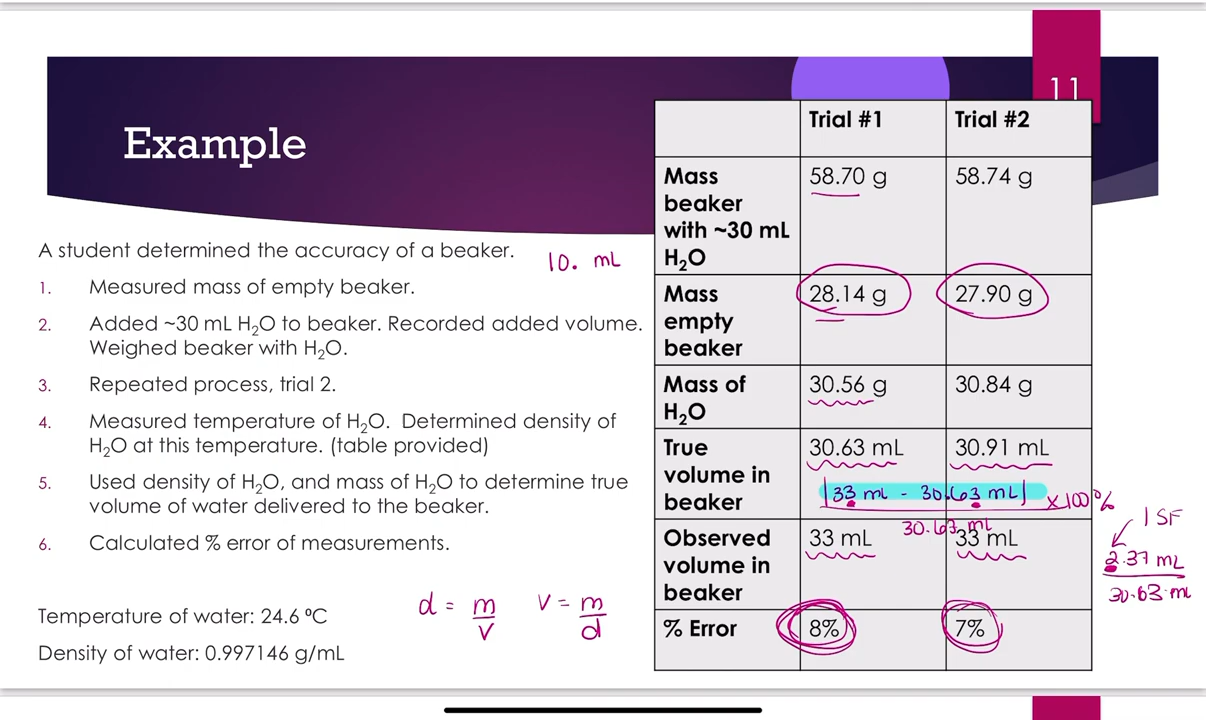 11
Example
A student determined the accuracy of a beaker.
10. mL
1. Measured mass of empty beaker.
2. Added ~30 mL H₂O to beaker. Recorded added volume.
Weighed beaker with H₂O.
3. Repeated process, trial 2.
4. Measured temperature of H₂O. Determined density of
H₂O at this temperature. (table provided)
5. Used density of H₂O, and mass of H₂O to determine true
volume of water delivered to the beaker.
6. Calculated % error of measurements.
Temperature of water: 24.6 ºC
Density of water: 0.997146 g/mL
d = m/v
v = m/d
Trial #1 Trial #2
Mass 58.70 g 58.74 g
beaker
with ~30 mL
H₂O
Mass 28.14 g 27.90 g
empty
beaker
Mass of 30.56 g 30.84 g
H₂O
True 30.63 mL 30.91 mL
volume in
beaker
|33 mL - 30.63 mL| x 100%
30.63 mL
Observed 33 mL 33 mL
volume in
beaker
% Error 8% 7%
1 SF
2.37 mL
30.63 mL